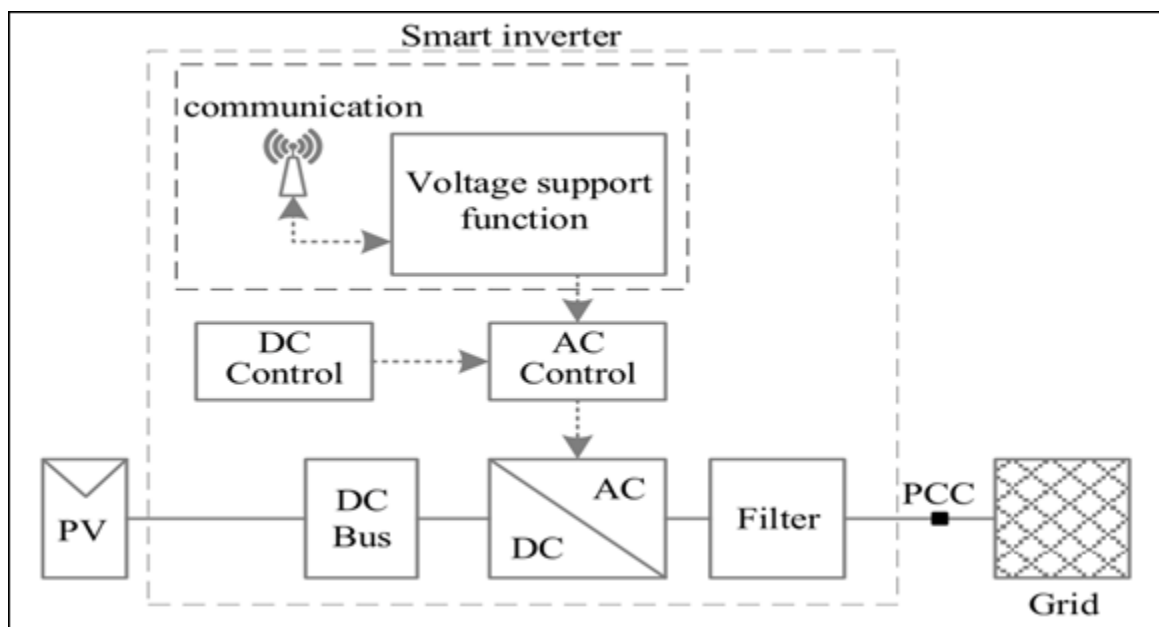 Smart inverter
communication
Voltage support
function
DC
Control
AC
Control
PV
DC
Bus
AC
DC
Filter
PCC
Grid